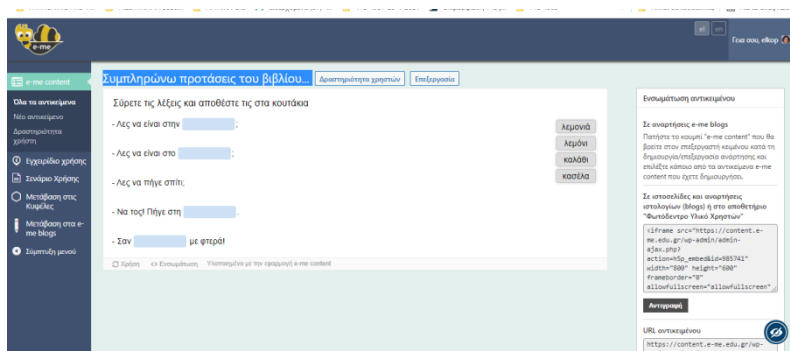 e-me
el en
Γεια σου, elkop
e-me content
Όλα τα αντικείμενα
Νέο αντικείμενο
Δραστηριότητα
χρήστη
Εγχειρίδιο χρήσης
Σενάριο Χρήσης
Μετάβαση στις
Κυψέλες
Μετάβαση στα e-
me blogs
Σύμπτυξη μενού
Συμπληρώνω προτάσεις του βιβλίου... Δραστηριότητα χρηστών Επεξεργασία
Σύρετε τις λέξεις και αποθέστε τις στα κουτάκια
- Λες να είναι στην ;
- Λες να είναι στο ;
- Λες να πήγε σπίτι;
- Να τος! Πήγε στη .
- Σαν με φτερά!
λεμονιά
λεμόνι
καλάθι
κασέλα
Χρήση <> Ενσωμάτωση Υλοποιημένο με την εφαρμογή e-me content
Ενσωμάτωση αντικειμένου
Σε αναρτήσεις e-me blogs
Πατήστε το κουμπί "e-me content" που θα
βρείτε στον επεξεργαστή κειμένου κατά τη
δημιουργία/επεξεργασία ανάρτησης και
επιλέξτε κάποιο από τα αντικείμενα e-me
content που έχετε δημιουργήσει.
Σε ιστοσελίδες και αναρτήσεις
ιστολογίων (blogs) ή στο αποθετήριο
"Φωτόδεντρο Υλικό Χρηστών"
<iframe src="https://content.e-
me.edu.gr/wp-admin/admin-
ajax.php?
action=h5p_embed&id=985741"
width="800" height="600"
frameborder="0"
allowfullscreen="allowfullscreen"
Αντιγραφή
URL αντικειμένου
https://content.e-me.edu.gr/wp-